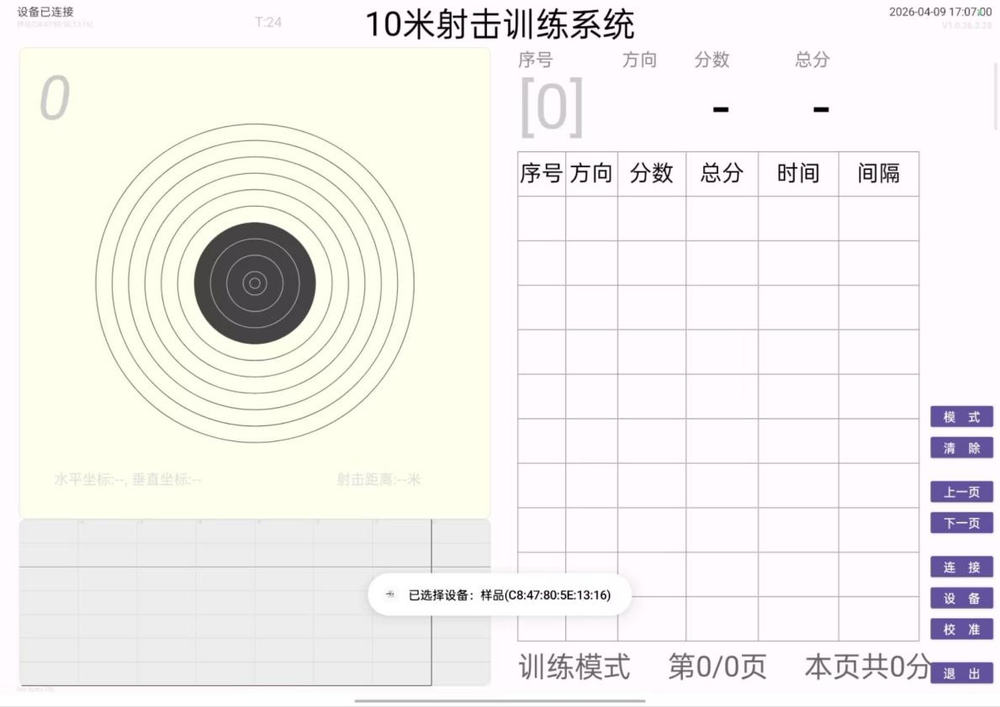 设备已连接
样品(C8:47:80:5E:13:16)
T:24
10米射击训练系统
2026-04-09 17:07:00
V1.0.26.3.28
0
水平坐标:--, 垂直坐标:--
射击距离:--米
序号 方向 分数 总分
[0] - -
序号 方向 分数 总分 时间 间隔
已选择设备：样品(C8:47:80:5E:13:16)
训练模式 第0/0页 本页共0分
模 式
清 除
上一页
下一页
连 接
设 备
校 准
退 出